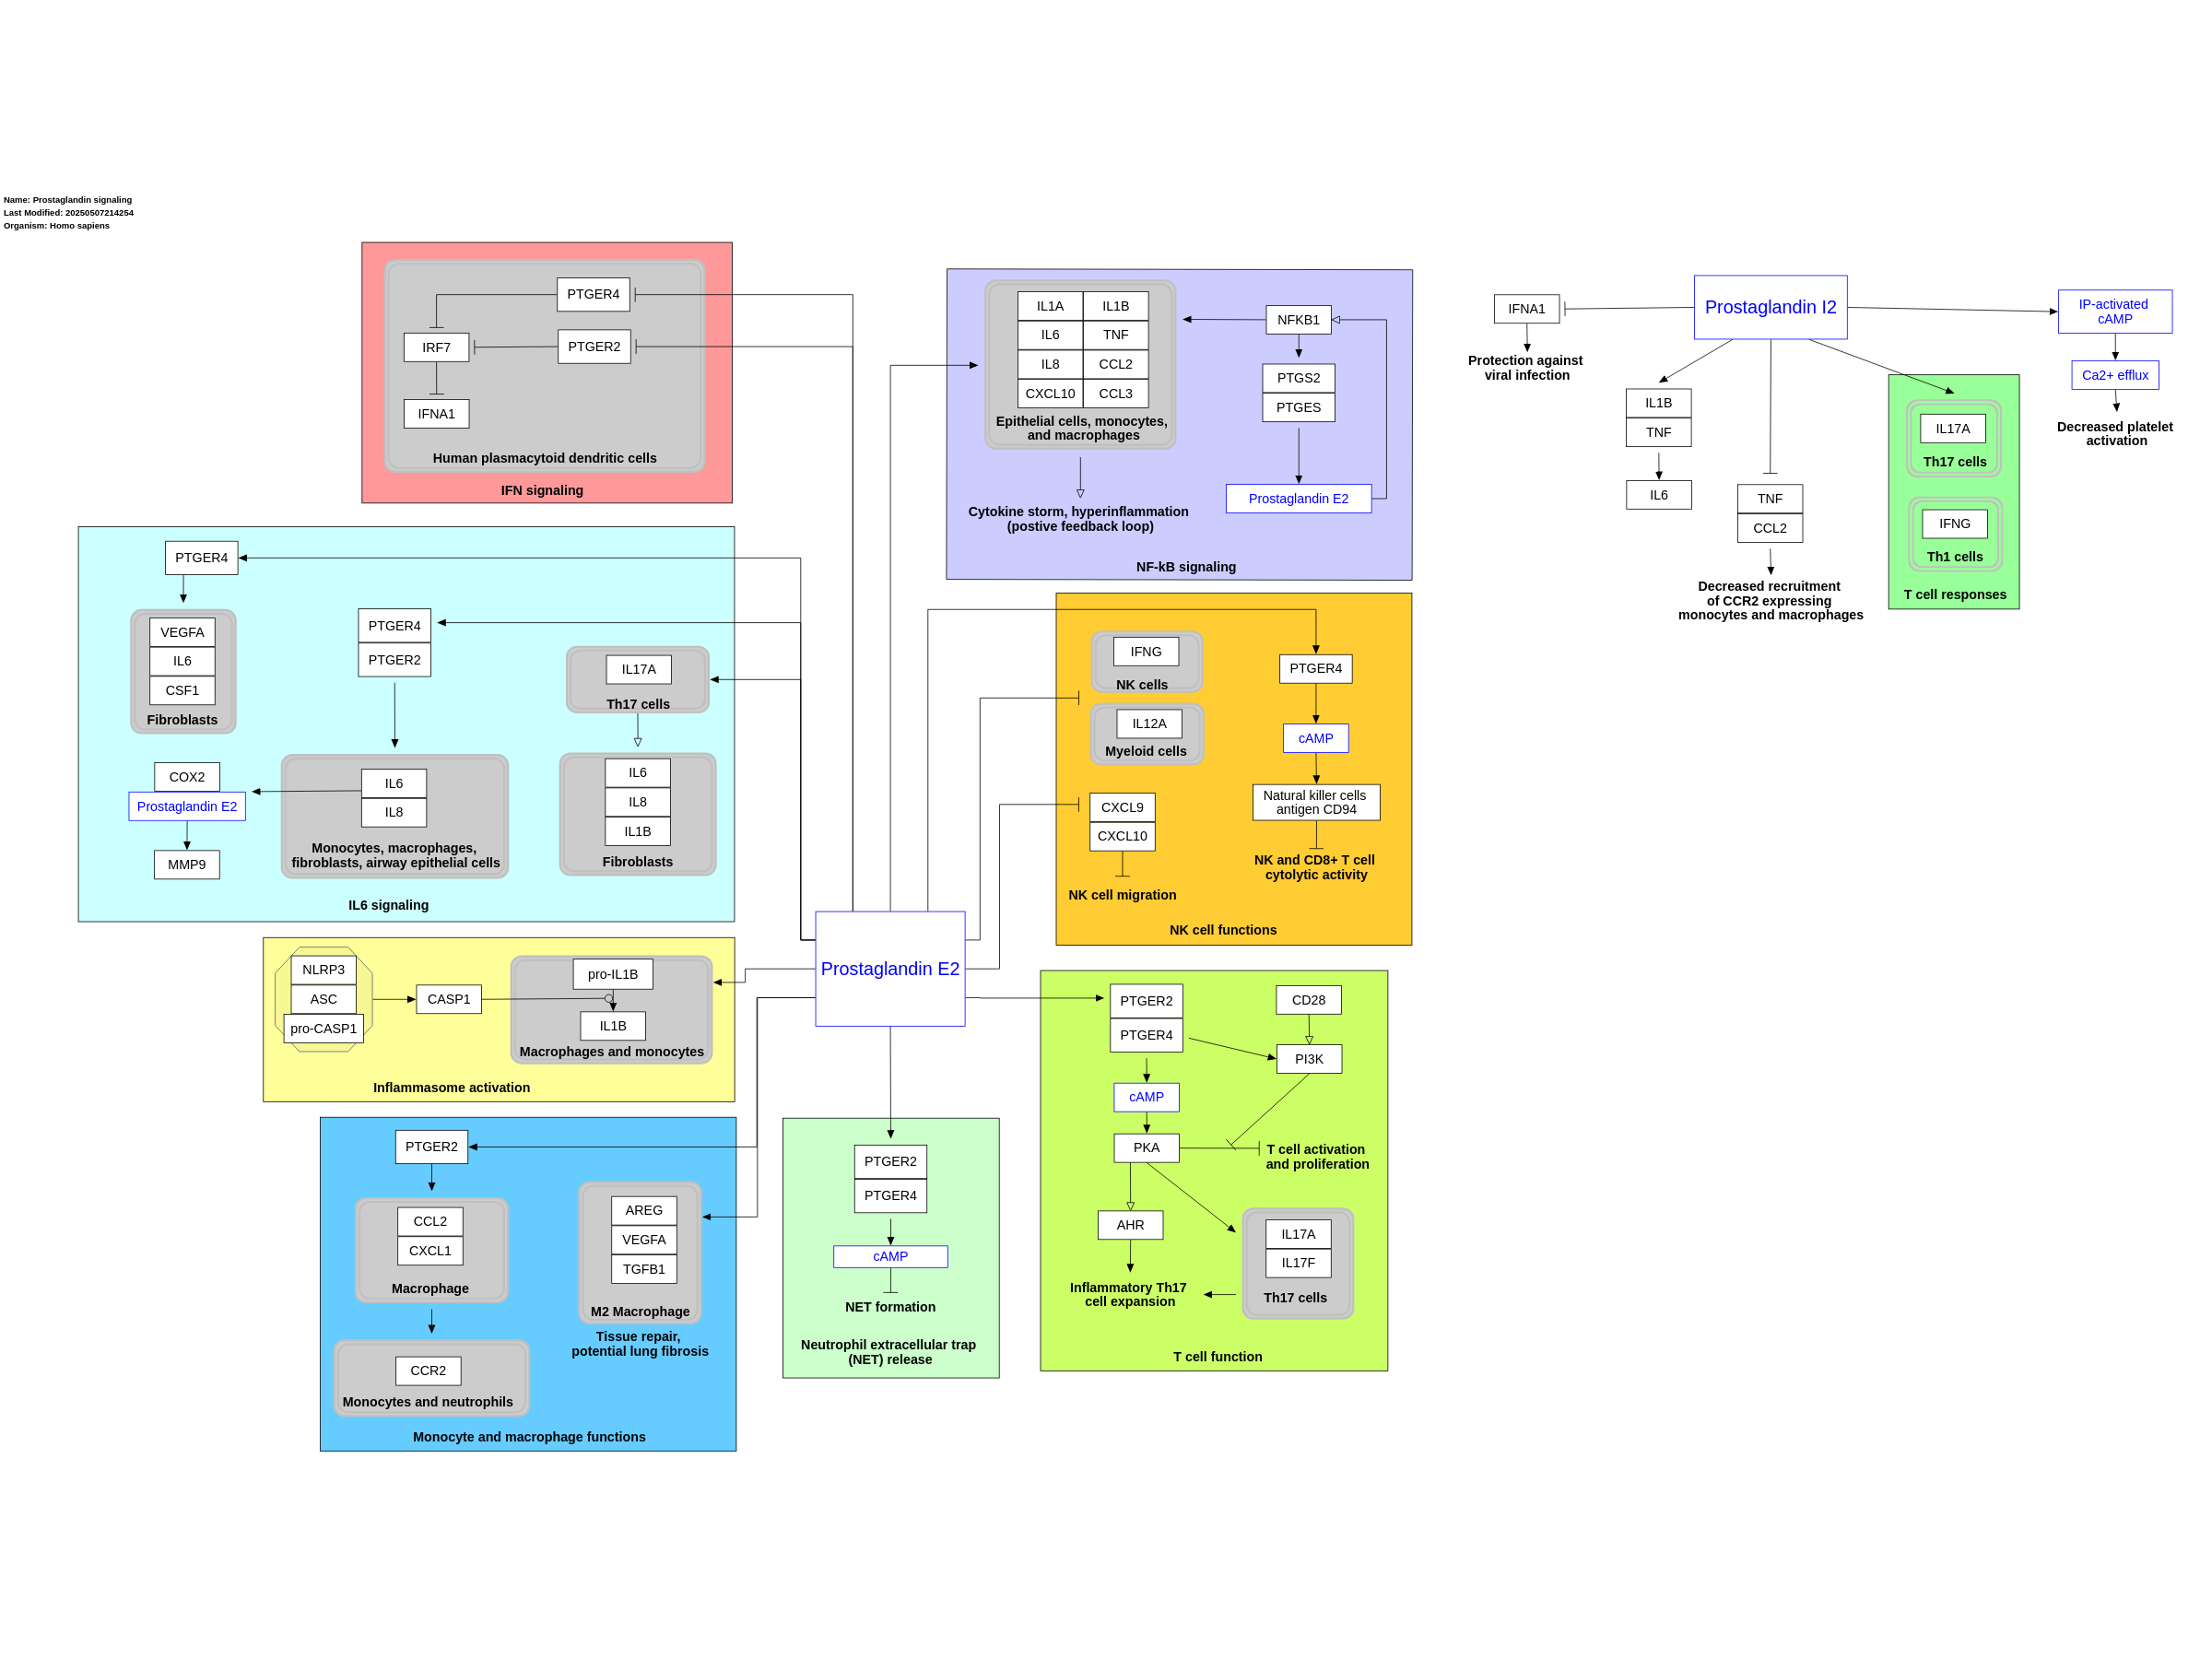 Name: Prostaglandin signaling
Last Modified: 20250507214254
Organism: Homo sapiens
PTGER4
IRF7
PTGER2
IFNA1
Human plasmacytoid dendritic cells
IFN signaling
IL1A
IL1B
IL6
TNF
IL8
CCL2
CXCL10
CCL3
Epithelial cells, monocytes,
and macrophages
NFKB1
PTGS2
PTGES
Prostaglandin E2
Cytokine storm, hyperinflammation
(postive feedback loop)
NF-kB signaling
Prostaglandin I2
IFNA1
Protection against
viral infection
IL1B
TNF
IL6
TNF
CCL2
Decreased recruitment
of CCR2 expressing
monocytes and macrophages
IL17A
Th17 cells
IFNG
Th1 cells
T cell responses
IP-activated
cAMP
Ca2+ efflux
Decreased platelet
activation
PTGER4
VEGFA
IL6
CSF1
Fibroblasts
PTGER4
PTGER2
IL17A
Th17 cells
COX2
Prostaglandin E2
MMP9
IL6
IL8
Monocytes, macrophages,
fibroblasts, airway epithelial cells
IL6
IL8
IL1B
Fibroblasts
IL6 signaling
IFNG
NK cells
IL12A
Myeloid cells
CXCL9
CXCL10
NK cell migration
PTGER4
cAMP
Natural killer cells
antigen CD94
NK and CD8+ T cell
cytolytic activity
NK cell functions
Prostaglandin E2
NLRP3
ASC
pro-CASP1
CASP1
pro-IL1B
IL1B
Macrophages and monocytes
Inflammasome activation
PTGER2
CCL2
CXCL1
Macrophage
CCR2
Monocytes and neutrophils
AREG
VEGFA
TGFB1
M2 Macrophage
Tissue repair,
potential lung fibrosis
Monocyte and macrophage functions
PTGER2
PTGER4
cAMP
NET formation
Neutrophil extracellular trap
(NET) release
PTGER2
PTGER4
CD28
PI3K
cAMP
PKA
T cell activation
and proliferation
AHR
IL17A
IL17F
Th17 cells
Inflammatory Th17
cell expansion
T cell function